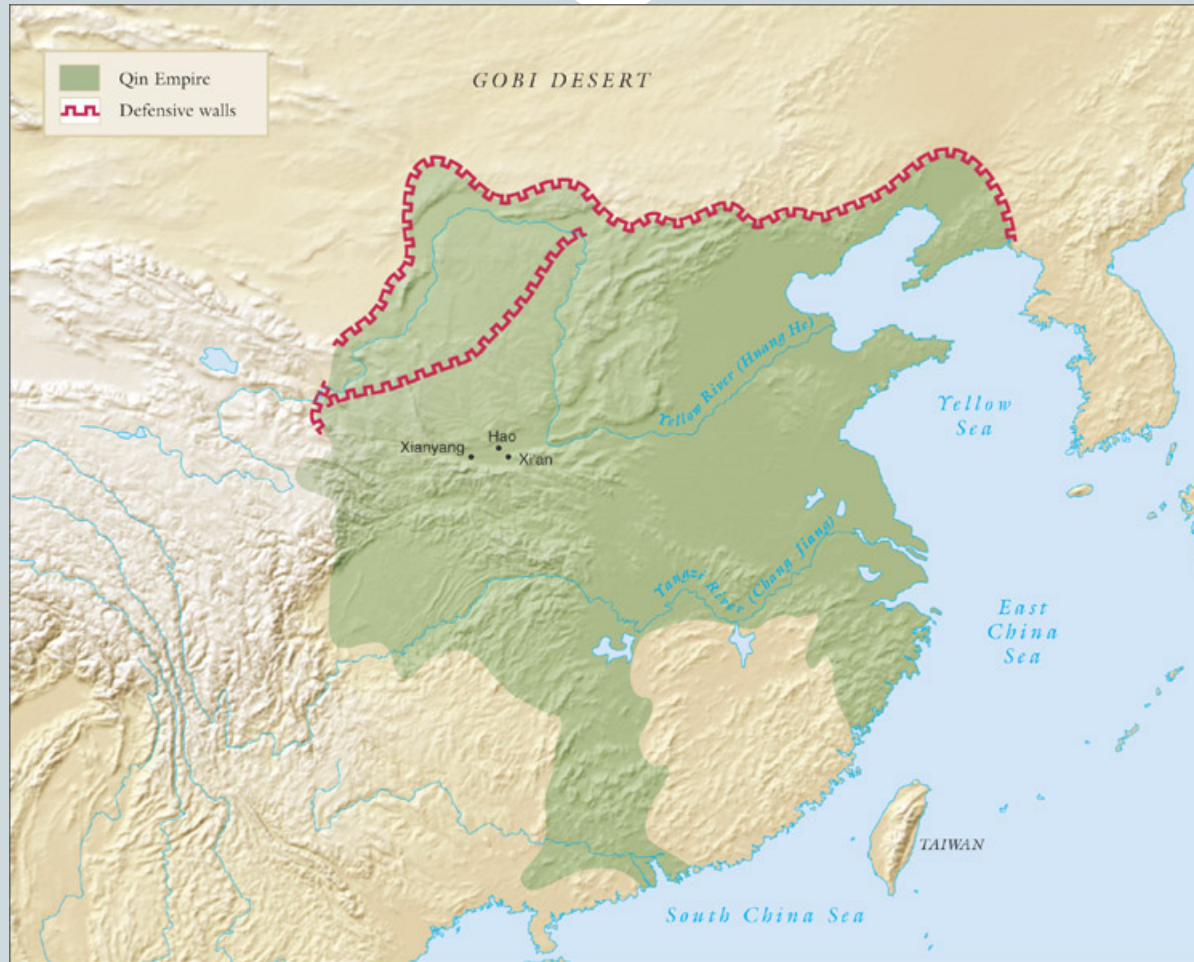 Qin Empire
Defensive walls
GOBI DESERT
Yellow River (Huang He)
Yellow
Sea
Hao
Xianyang
Xi'an
Yangzi River (Chang Jiang)
East
China
Sea
TAIWAN
South China Sea